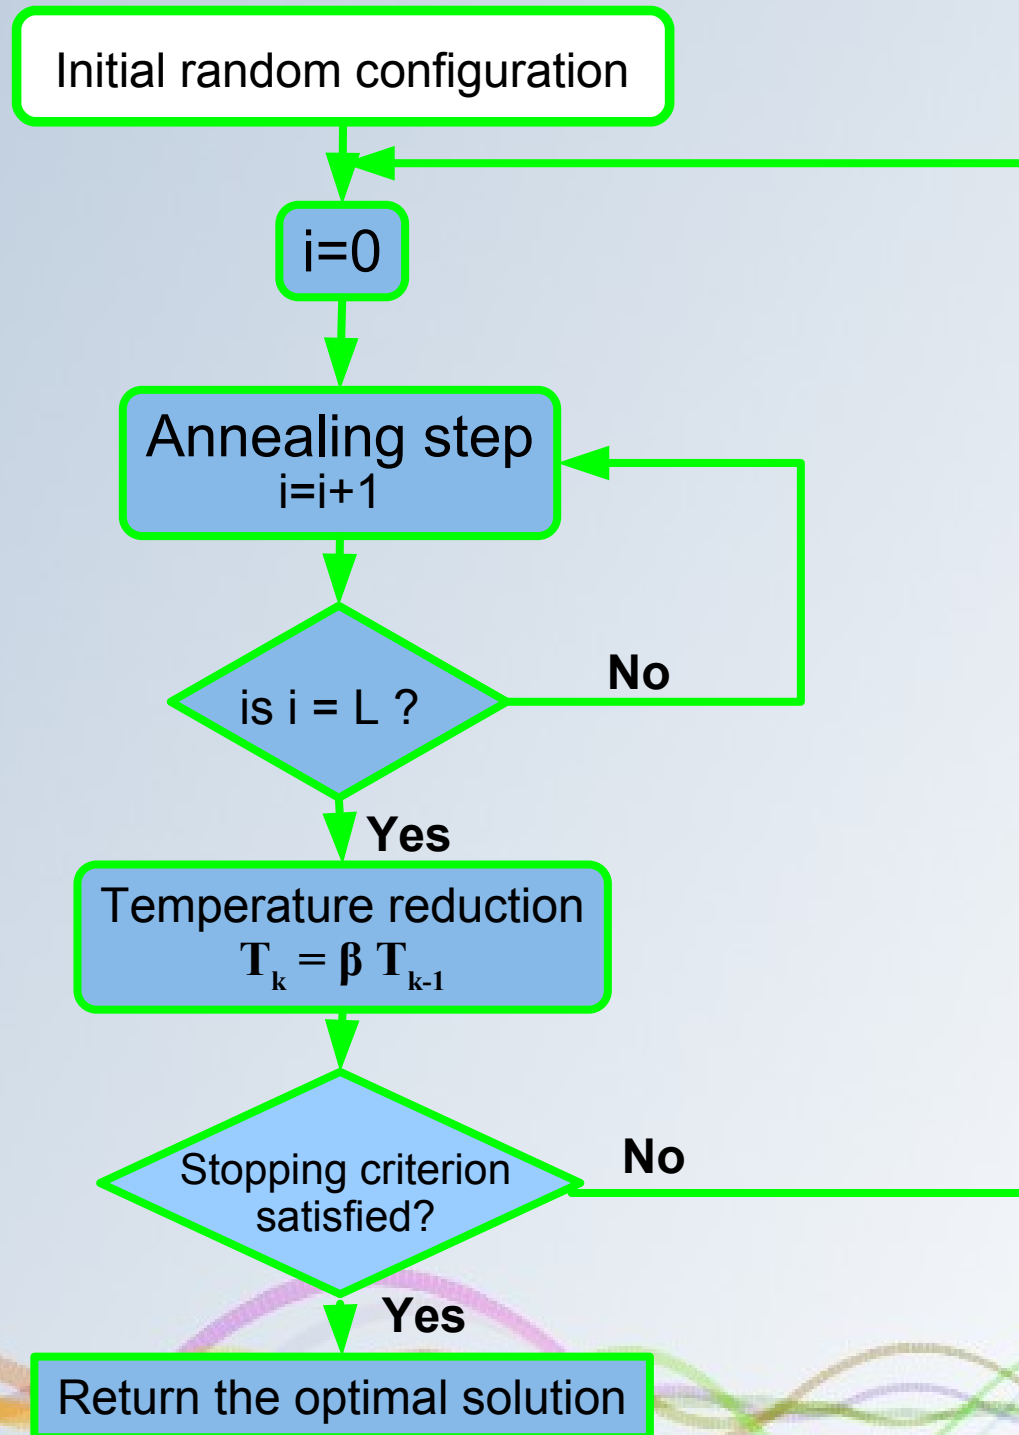 Initial random configuration
i=0
Annealing step
i=i+1
is i = L ?
No
Yes
Temperature reduction
Tₖ = β Tₖ₋₁
Stopping criterion
satisfied?
No
Yes
Return the optimal solution